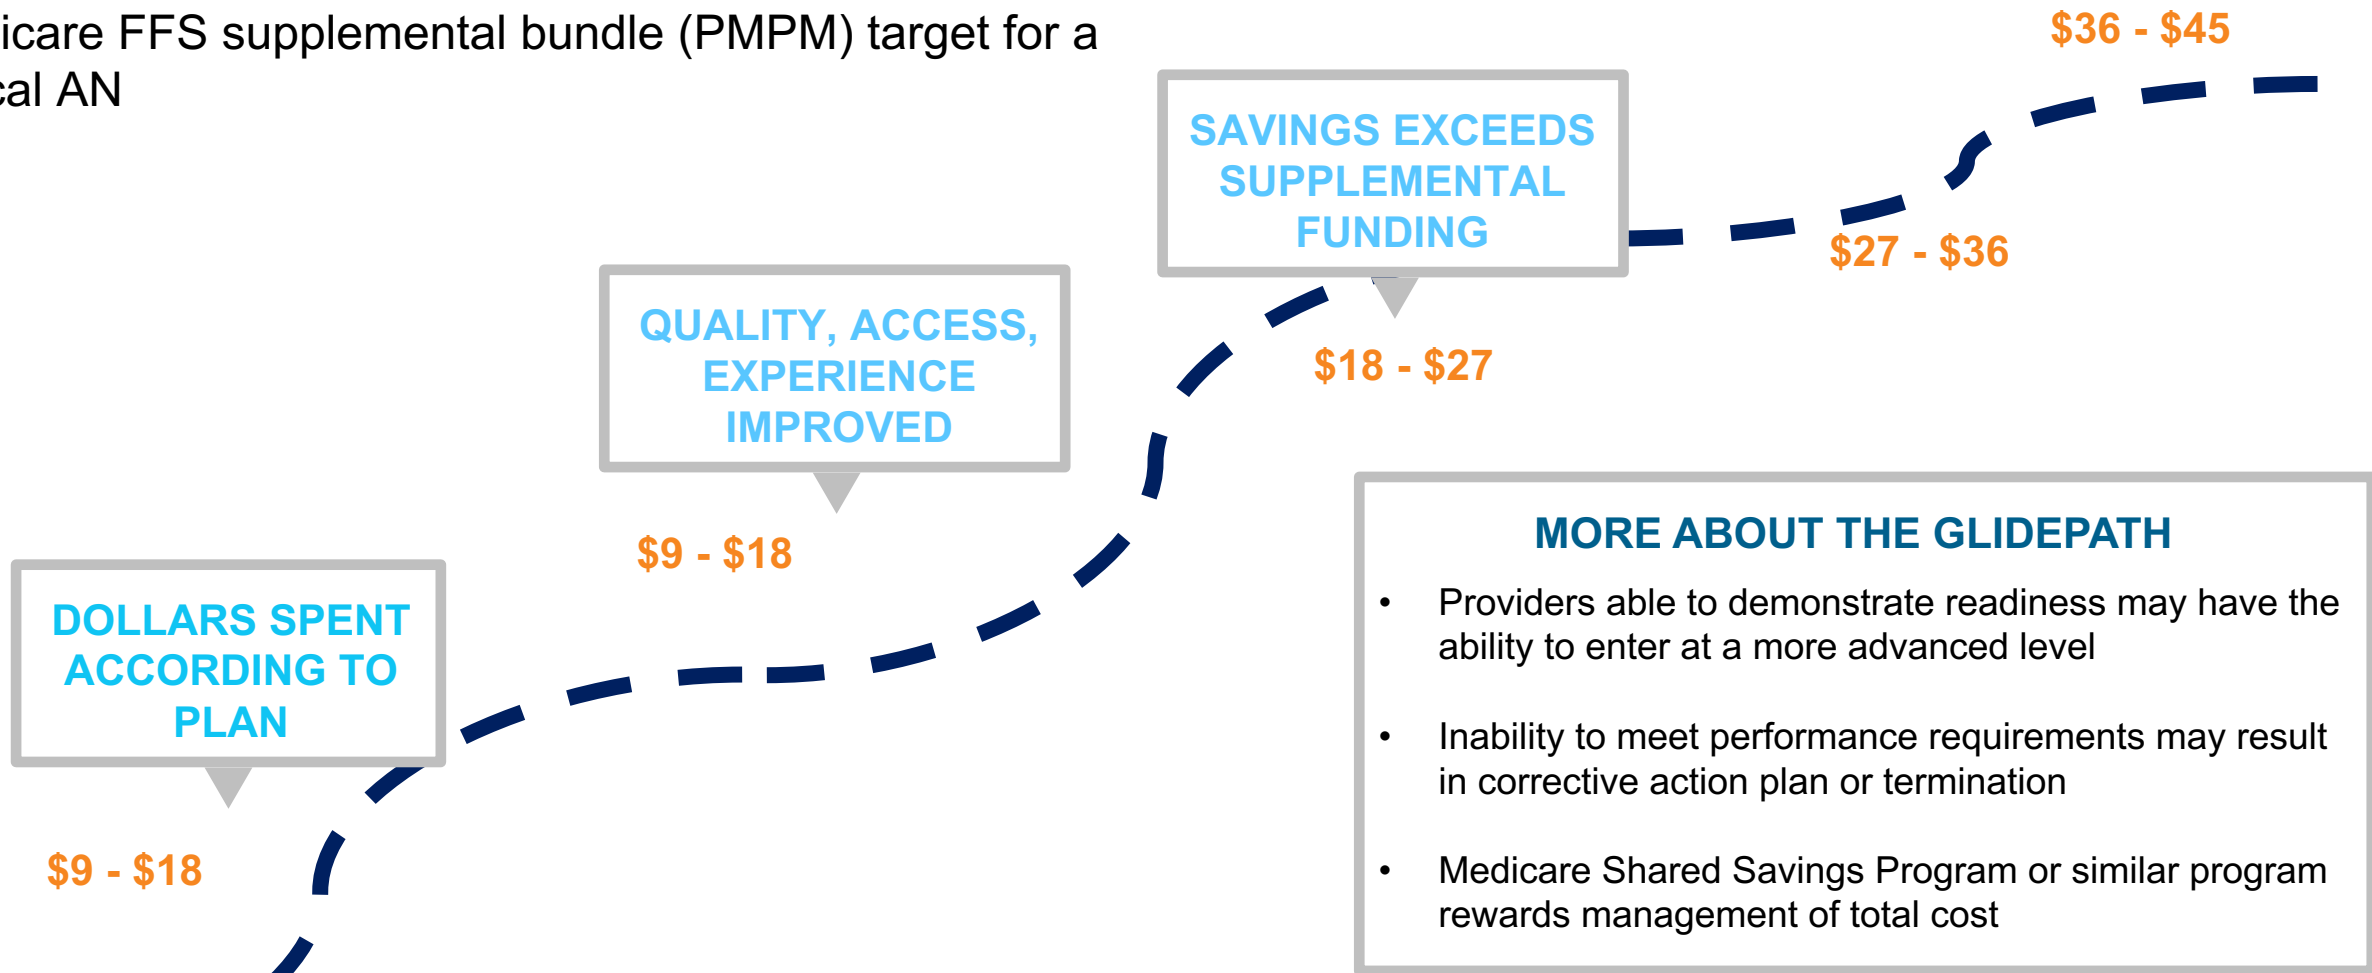 FFS supplemental bundle (PMPM) target for a
AN
$36 - $45
SAVINGS EXCEEDS
SUPPLEMENTAL
FUNDING
$27 - $36
QUALITY, ACCESS,
EXPERIENCE
IMPROVED
$18 - $27
$9 - $18
DOLLARS SPENT
ACCORDING TO
PLAN
$9 - $18
MORE ABOUT THE GLIDEPATH
• Providers able to demonstrate readiness may have the
ability to enter at a more advanced level
• Inability to meet performance requirements may result
in corrective action plan or termination
• Medicare Shared Savings Program or similar program
rewards management of total cost